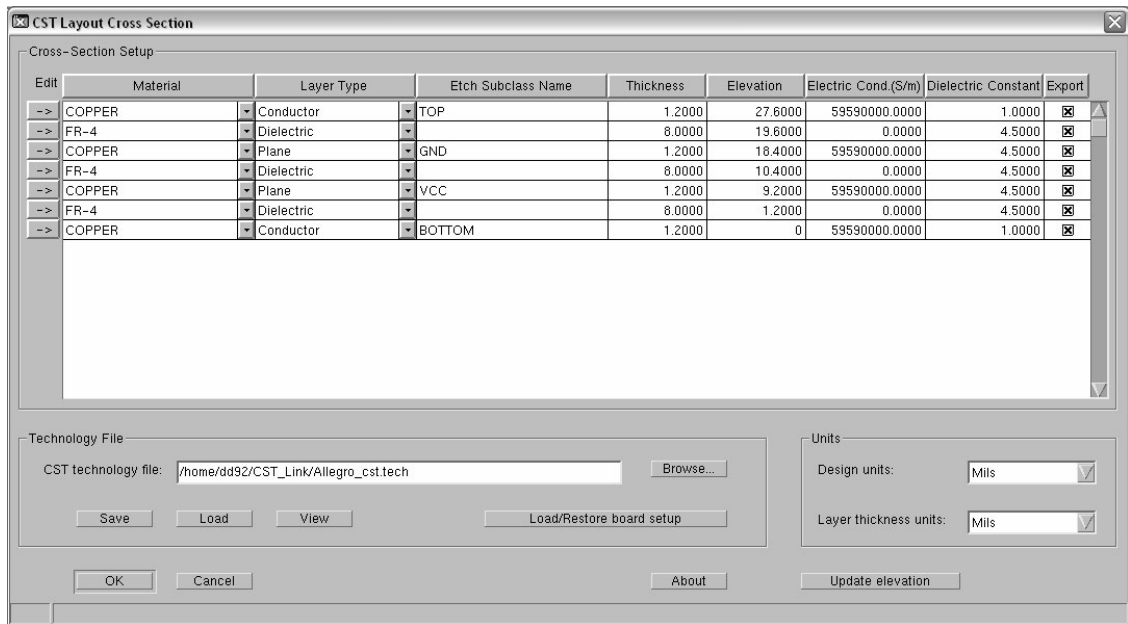 CST Layout Cross Section
Cross-Section Setup
Edit Material Layer Type Etch Subclass Name Thickness Elevation Electric Cond.(S/m) Dielectric Constant Export
-> COPPER Conductor TOP 1.2000 27.6000 59590000.0000 1.0000
-> FR-4 Dielectric 8.0000 19.6000 0.0000 4.5000
-> COPPER Plane GND 1.2000 18.4000 59590000.0000 4.5000
-> FR-4 Dielectric 8.0000 10.4000 0.0000 4.5000
-> COPPER Plane VCC 1.2000 9.2000 59590000.0000 4.5000
-> FR-4 Dielectric 8.0000 1.2000 0.0000 4.5000
-> COPPER Conductor BOTTOM 1.2000 0 59590000.0000 1.0000
Technology File
CST technology file: /home/dd92/CST_Link/Allegro_cst.tech Browse...
Save Load View Load/Restore board setup
Units
Design units: Mils
Layer thickness units: Mils
OK Cancel About Update elevation